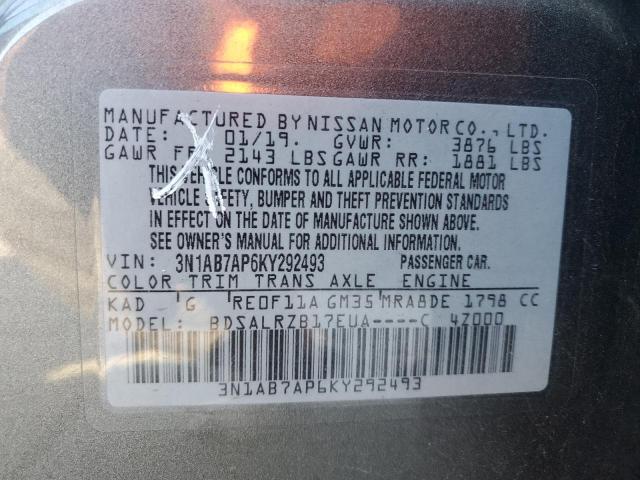 MANUFACTURED BY NISSAN MOTOR CO., LTD.
DATE: 01/19. GVWR: 3876 LBS
GAWR FR: 2143 LBS GAWR RR: 1881 LBS
THIS VEHICLE CONFORMS TO ALL APPLICABLE FEDERAL MOTOR
VEHICLE SAFETY, BUMPER AND THEFT PREVENTION STANDARDS
IN EFFECT ON THE DATE OF MANUFACTURE SHOWN ABOVE.
SEE OWNER'S MANUAL FOR ADDITIONAL INFORMATION.
VIN: 3N1AB7AP6KY292493 PASSENGER CAR.
COLOR TRIM TRANS AXLE ENGINE
KAD G RE0F11A GM35 MRA8DE 1798 CC
MODEL: BDSALRZB17EUA----C 4Z000
3N1AB7AP6KY292493